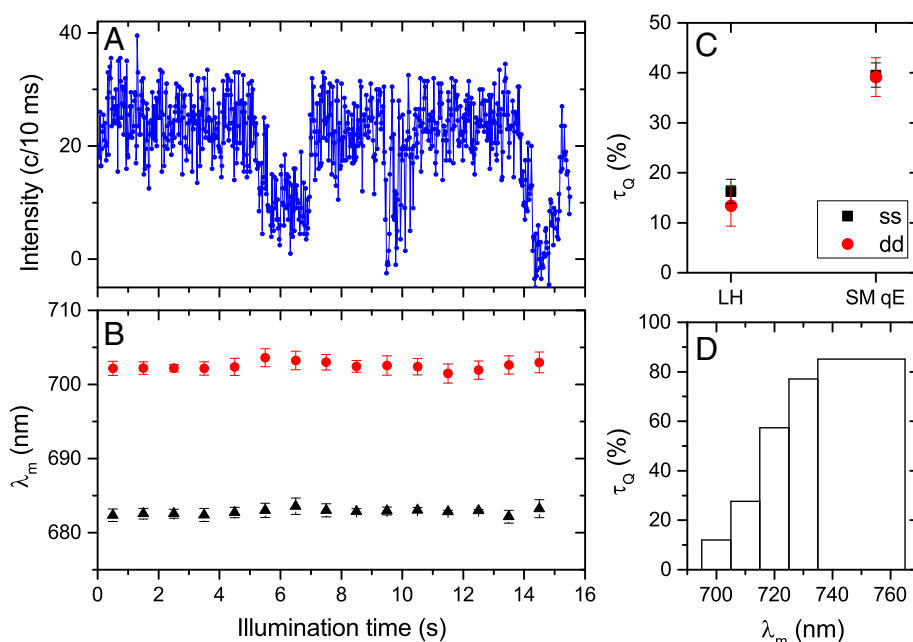 A
Intensity (c/10 ms)
40
20
0
B
λm (nm)
710
700
690
680
0 2 4 6 8 10 12 14 16
Illumination time (s)
C
τQ (%)
50
40
30
20
10
0
ss
dd
LH SM qE
D
τQ (%)
100
80
60
40
20
0
700 720 740 760
λm (nm)